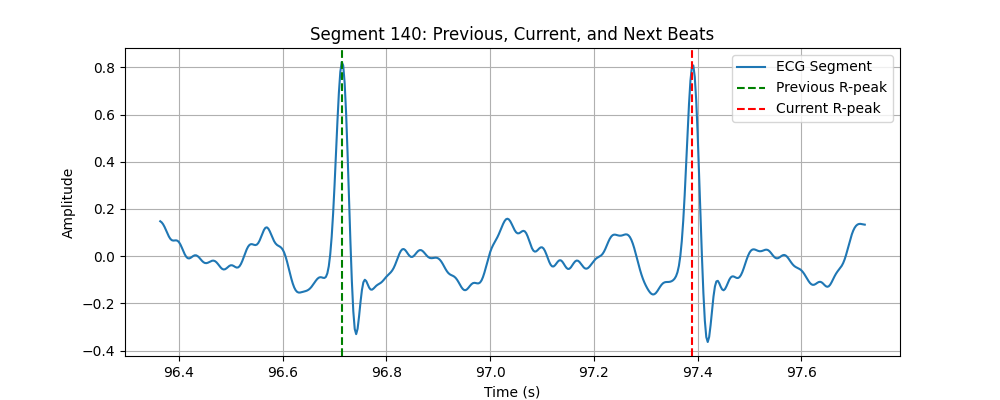 Segment 140: Previous, Current, and Next Beats
ECG Segment
Previous R-peak
Current R-peak
Amplitude
0.8
0.6
0.4
0.2
0.0
−0.2
−0.4
96.4 96.6 96.8 97.0 97.2 97.4 97.6
Time (s)